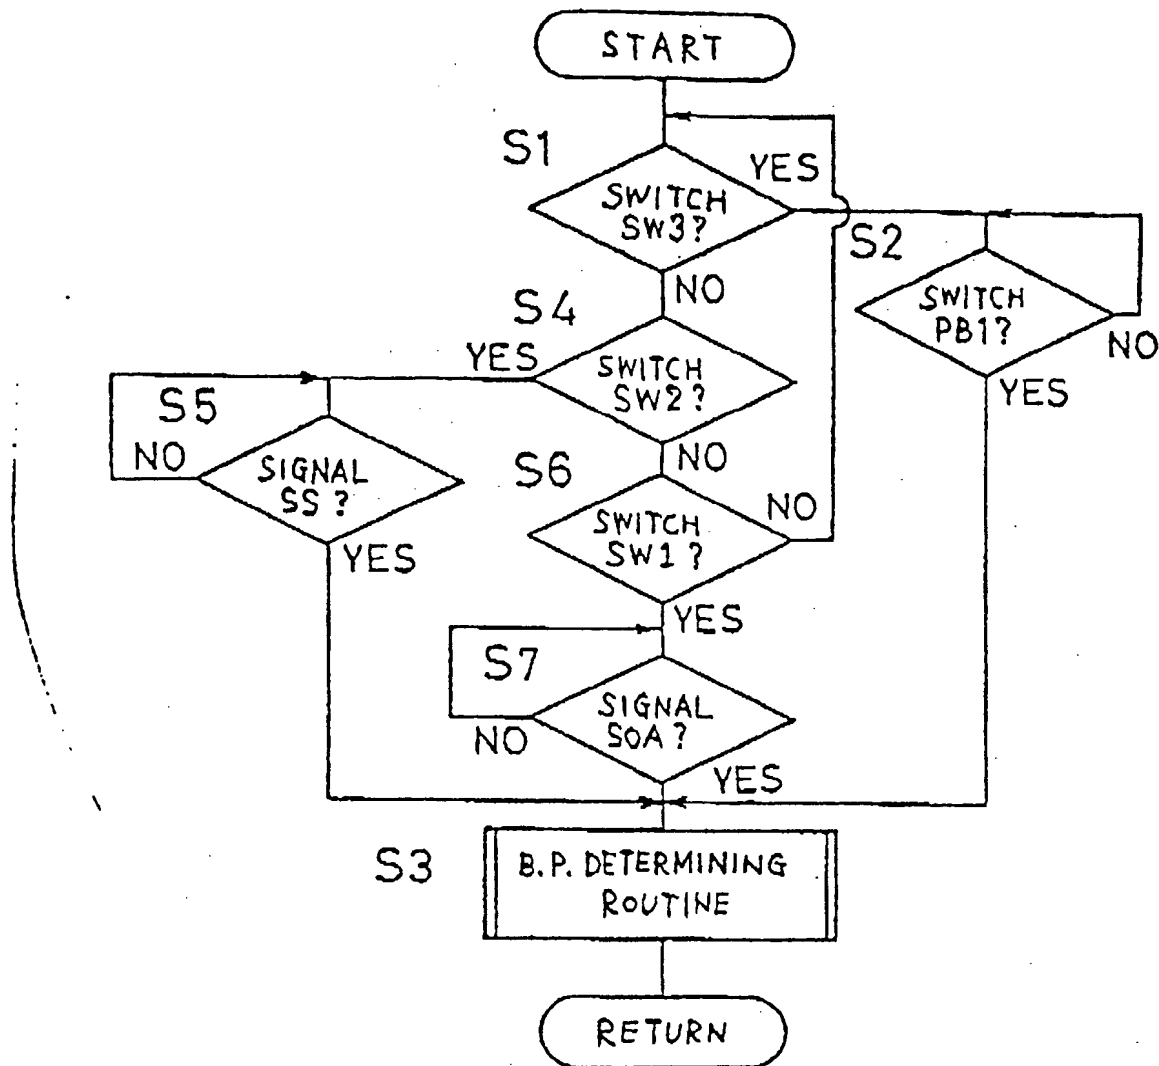 START
S1
YES
SWITCH
SW3?
S2
NO
SWITCH
PB1?
NO
YES
S4
YES
SWITCH
SW2?
S5
NO
SIGNAL
SS?
YES
NO
S6
NO
SWITCH
SW1?
YES
S7
SIGNAL
SOA?
NO
YES
S3
B.P. DETERMINING
ROUTINE
RETURN